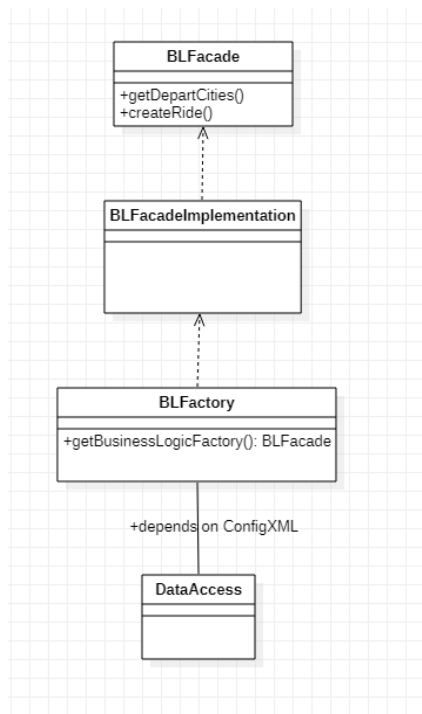 BLFacade
+getDepartCities()
+createRide()
BLFacadeImplementation
BLFactory
+getBusinessLogicFactory(): BLFacade
+depends on ConfigXML
DataAccess